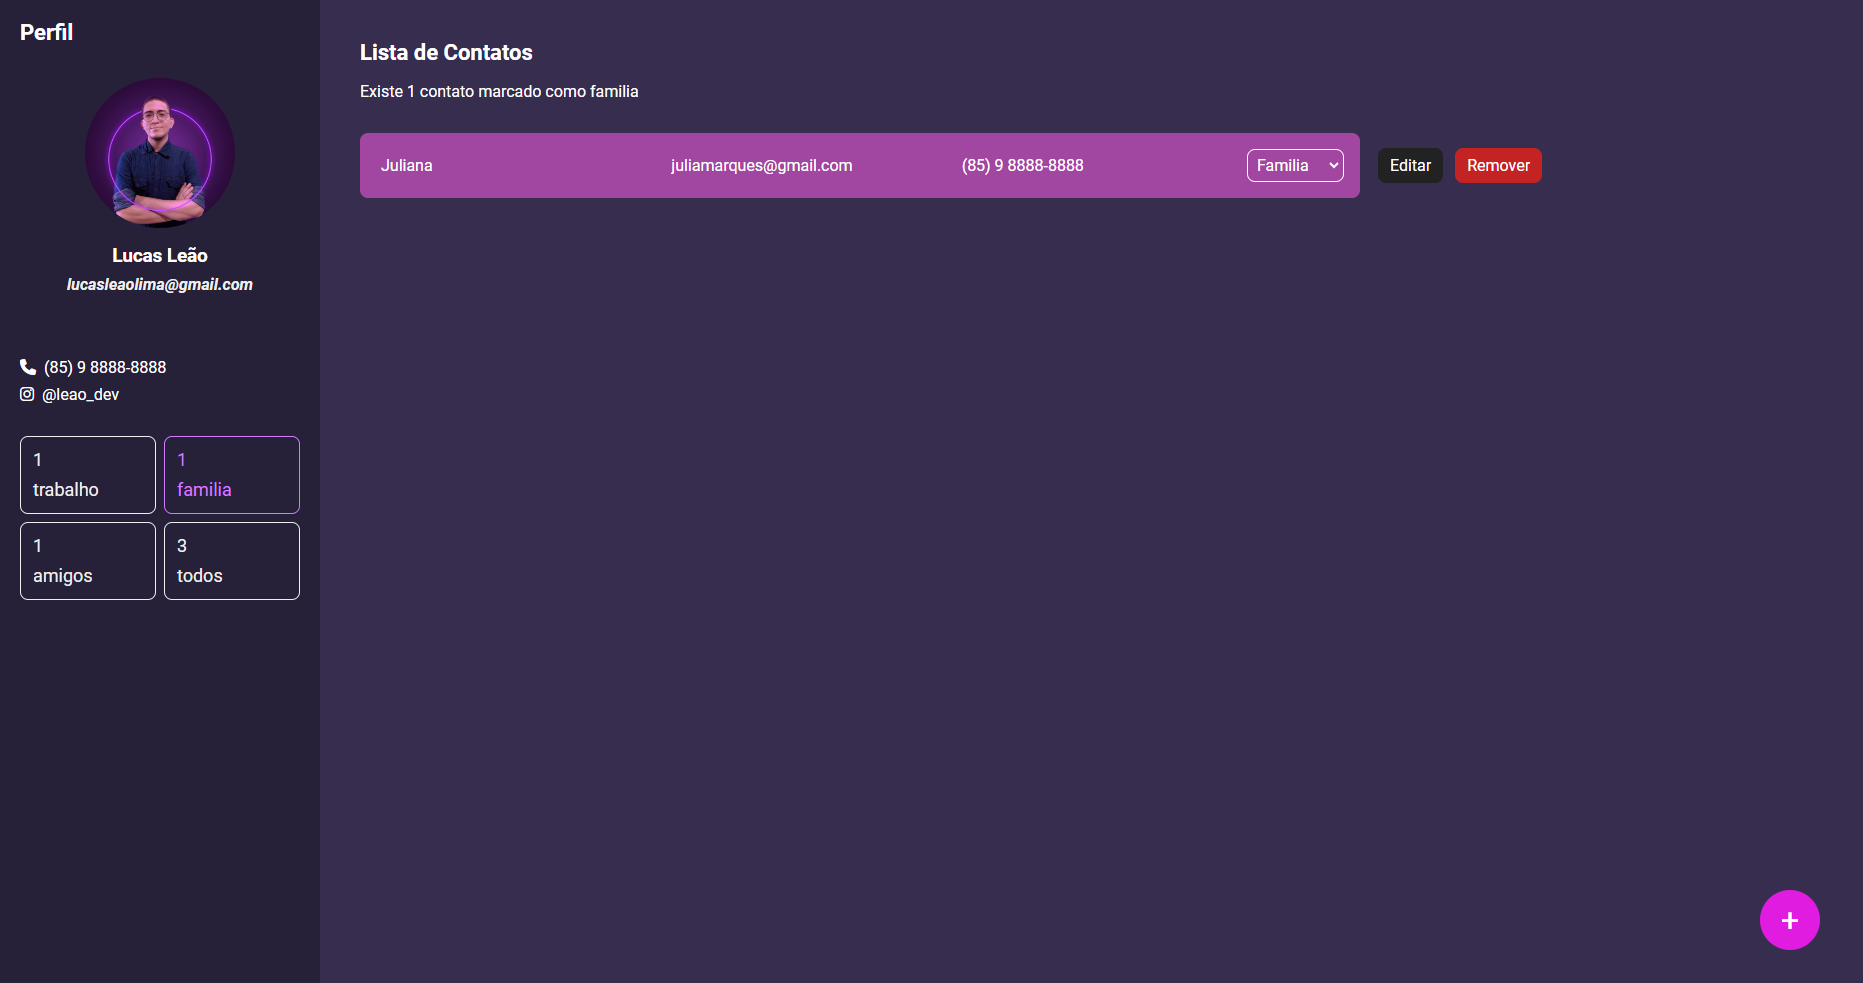 Perfil
Lucas Leão
lucasleaolima@gmail.com
(85) 9 8888-8888
@leao_dev
1
trabalho
1
familia
1
amigos
3
todos
Lista de Contatos
Existe 1 contato marcado como familia
Juliana juliamarques@gmail.com (85) 9 8888-8888 Familia Editar Remover
+